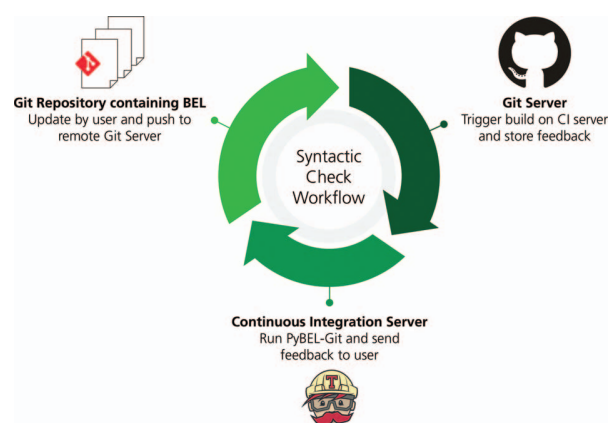 Git Repository containing BEL
Update by user and push to
remote Git Server
Git Server
Trigger build on CI server
and store feedback
Syntactic
Check
Workflow
Continuous Integration Server
Run PyBEL-Git and send
feedback to user
T